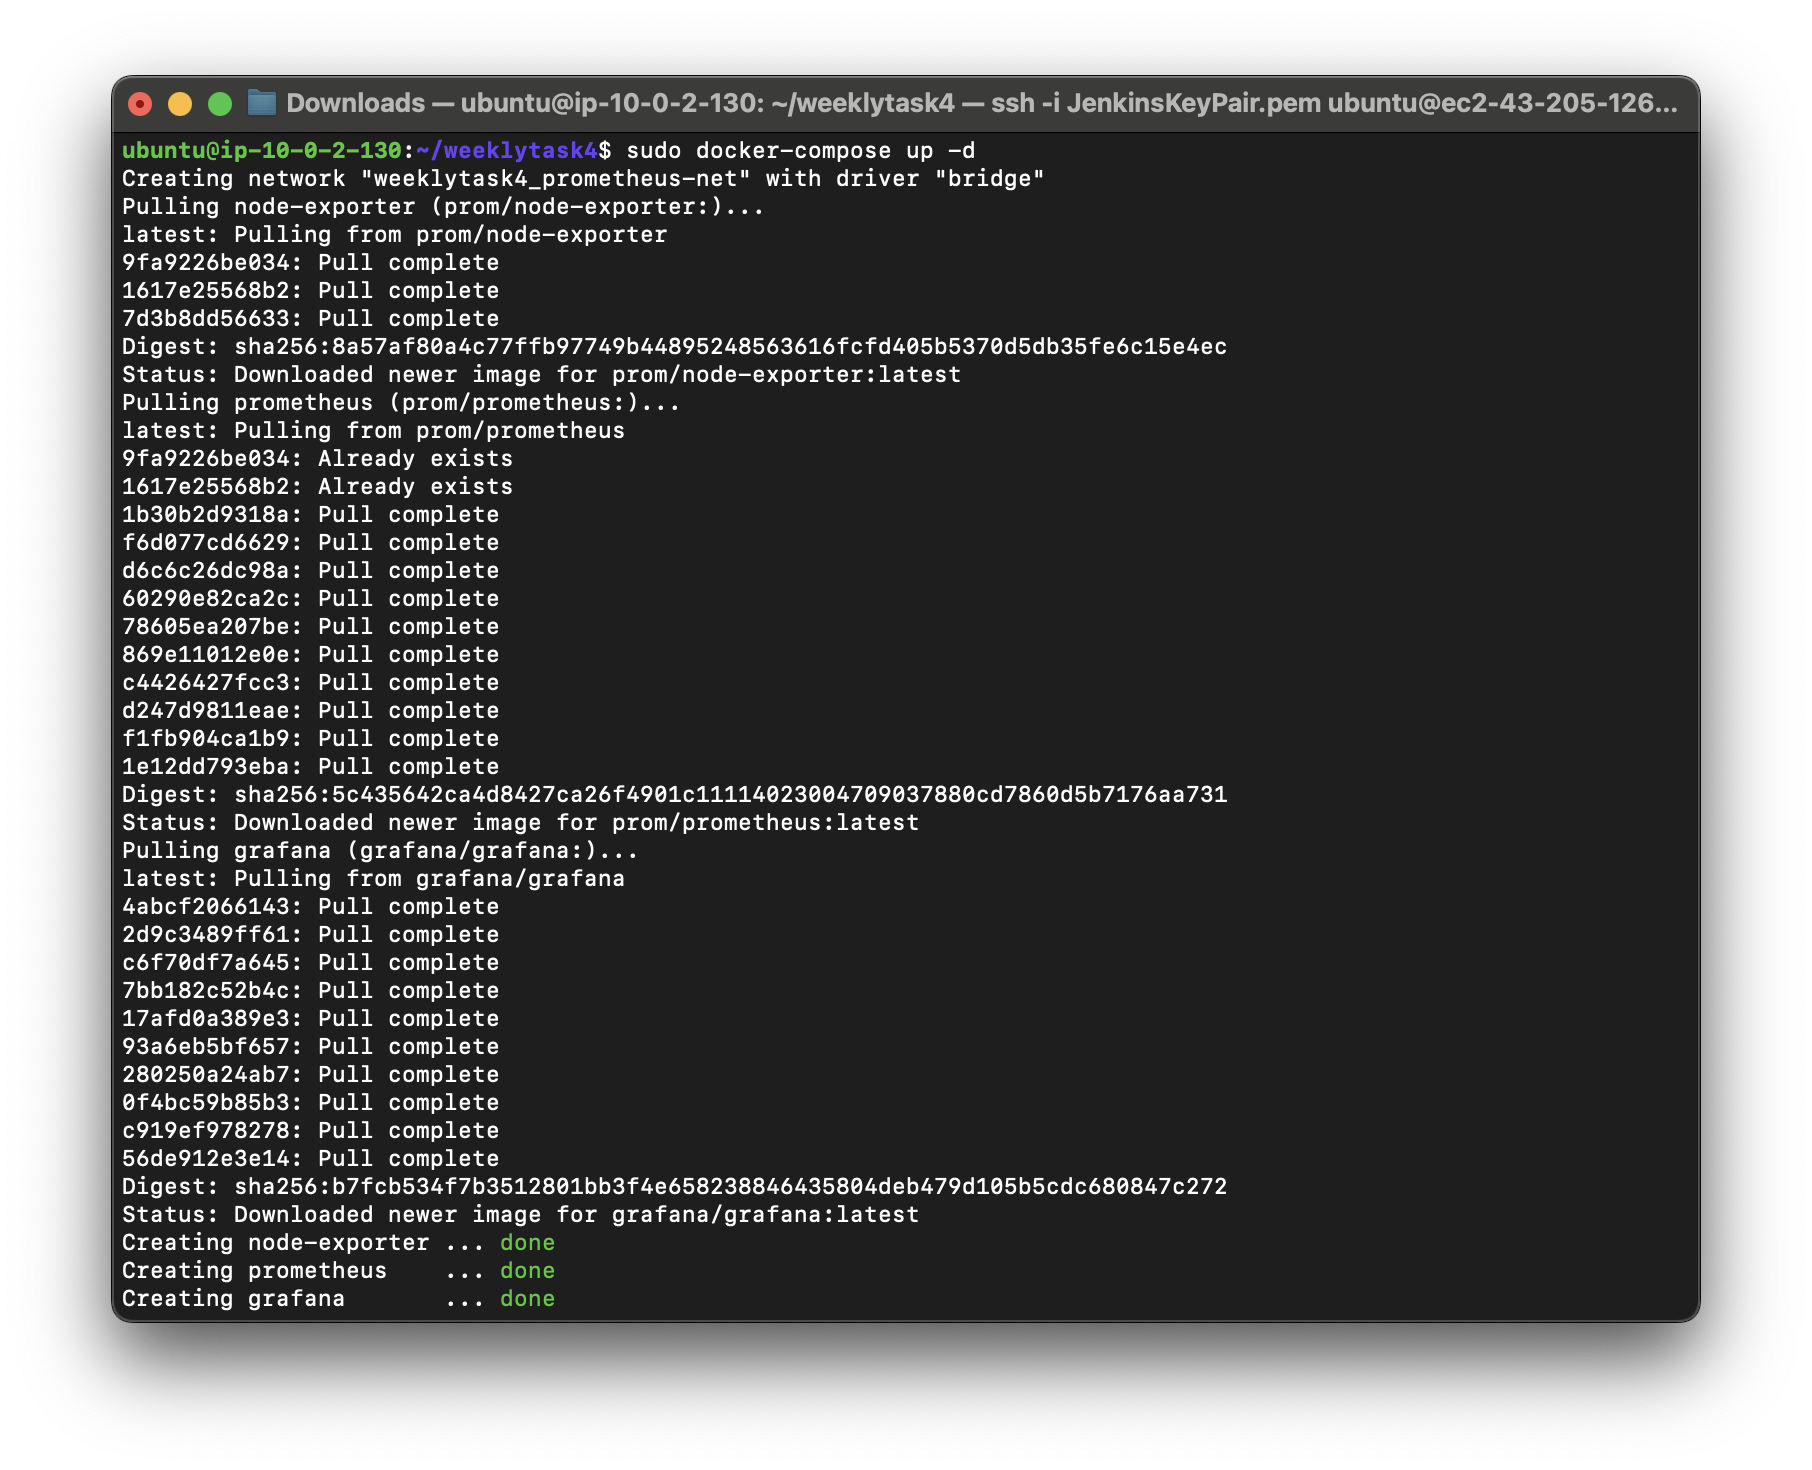 Downloads — ubuntu@ip-10-0-2-130: ~/weeklytask4 — ssh -i JenkinsKeyPair.pem ubuntu@ec2-43-205-126...
ubuntu@ip-10-0-2-130:~/weeklytask4$ sudo docker-compose up -d
Creating network "weeklytask4_prometheus-net" with driver "bridge"
Pulling node-exporter (prom/node-exporter:)...
latest: Pulling from prom/node-exporter
9fa9226be034: Pull complete
1617e25568b2: Pull complete
7d3b8dd56633: Pull complete
Digest: sha256:8a57af80a4c77ffb97749b44895248563616fcfd405b5370d5db35fe6c15e4ec
Status: Downloaded newer image for prom/node-exporter:latest
Pulling prometheus (prom/prometheus:)...
latest: Pulling from prom/prometheus
9fa9226be034: Already exists
1617e25568b2: Already exists
1b30b2d9318a: Pull complete
f6d077cd6629: Pull complete
d6c6c26dc98a: Pull complete
60290e82ca2c: Pull complete
78605ea207be: Pull complete
869e11012e0e: Pull complete
c4426427fcc3: Pull complete
d247d9811eae: Pull complete
f1fb904ca1b9: Pull complete
1e12dd793eba: Pull complete
Digest: sha256:5c435642ca4d8427ca26f4901c11114023004709037880cd7860d5b7176aa731
Status: Downloaded newer image for prom/prometheus:latest
Pulling grafana (grafana/grafana:)...
latest: Pulling from grafana/grafana
4abcf2066143: Pull complete
2d9c3489ff61: Pull complete
c6f70df7a645: Pull complete
7bb182c52b4c: Pull complete
17afd0a389e3: Pull complete
93a6eb5bf657: Pull complete
280250a24ab7: Pull complete
0f4bc59b85b3: Pull complete
c919ef978278: Pull complete
56de912e3e14: Pull complete
Digest: sha256:b7fcb534f7b3512801bb3f4e658238846435804deb479d105b5cdc680847c272
Status: Downloaded newer image for grafana/grafana:latest
Creating node-exporter ... done
Creating prometheus    ... done
Creating grafana       ... done